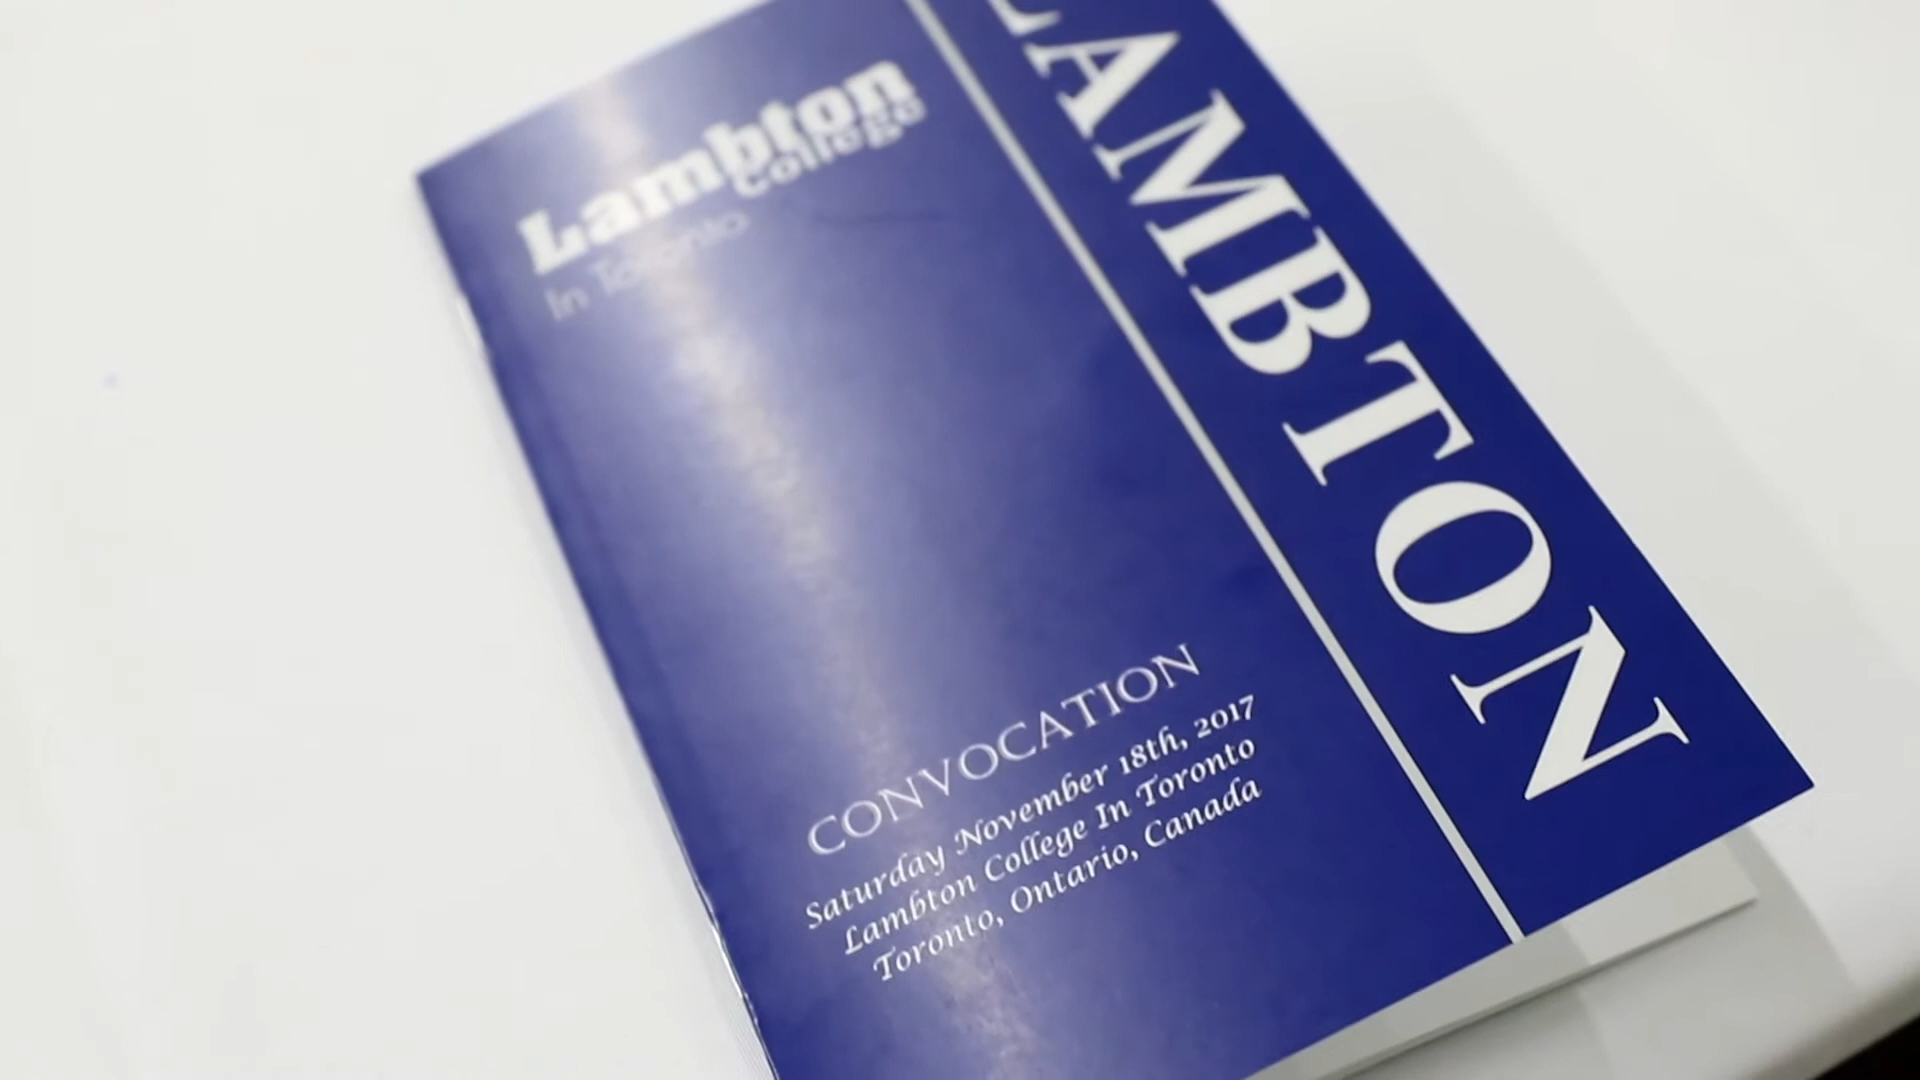 Lambton
College
In Toronto
LAMBTON
CONVOCATION
Saturday November 18th, 2017
Lambton College In Toronto
Toronto, Ontario, Canada